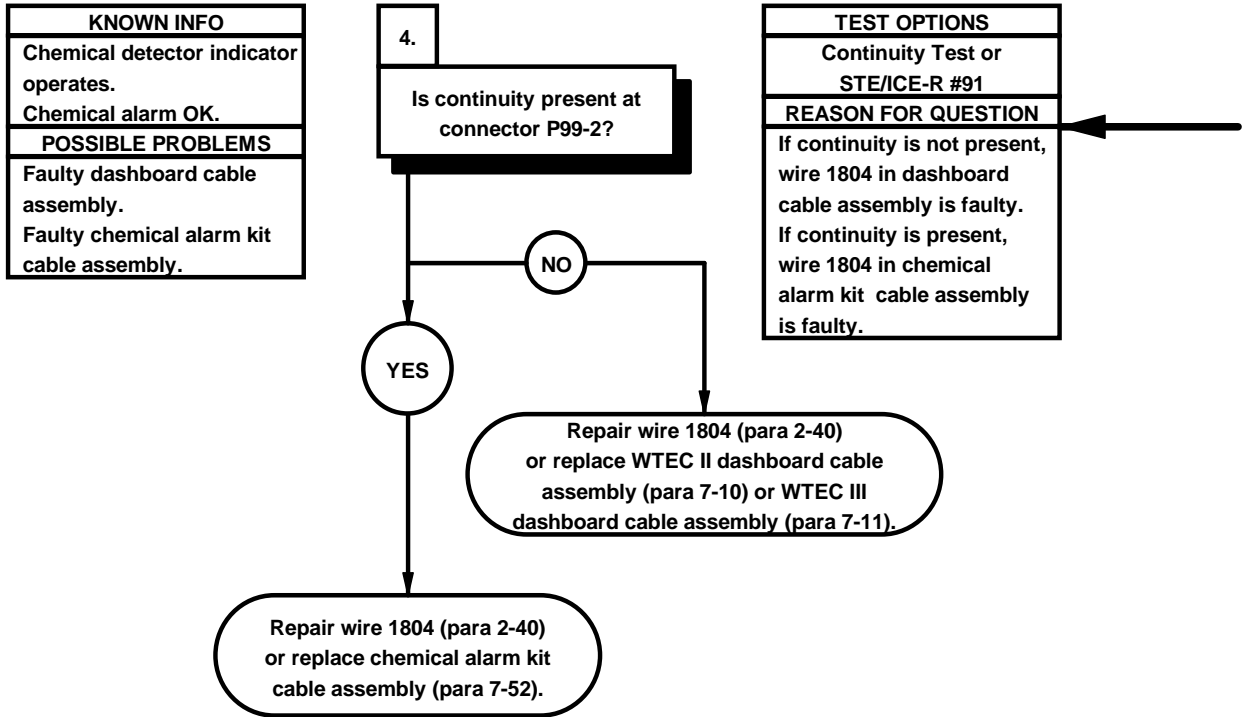 KNOWN INFO
Chemical detector indicator
operates.
Chemical alarm OK.
POSSIBLE PROBLEMS
Faulty dashboard cable
assembly.
Faulty chemical alarm kit
cable assembly.
4.
Is continuity present at
connector P99-2?
TEST OPTIONS
Continuity Test or
STE/ICE-R #91
REASON FOR QUESTION
If continuity is not present,
wire 1804 in dashboard
cable assembly is faulty.
If continuity is present,
wire 1804 in chemical
alarm kit cable assembly
is faulty.
NO
YES
Repair wire 1804 (para 2-40)
or replace WTEC II dashboard cable
assembly (para 7-10) or WTEC III
dashboard cable assembly (para 7-11).
Repair wire 1804 (para 2-40)
or replace chemical alarm kit
cable assembly (para 7-52).